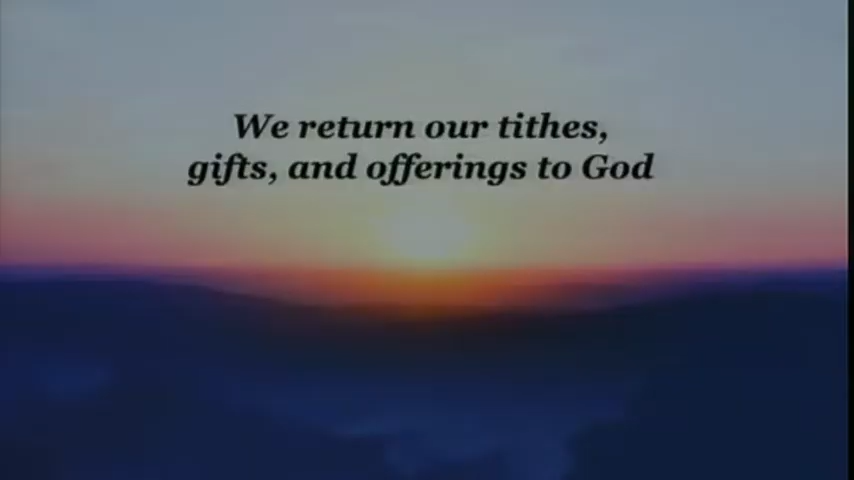 We return our tithes,
gifts, and offerings to God